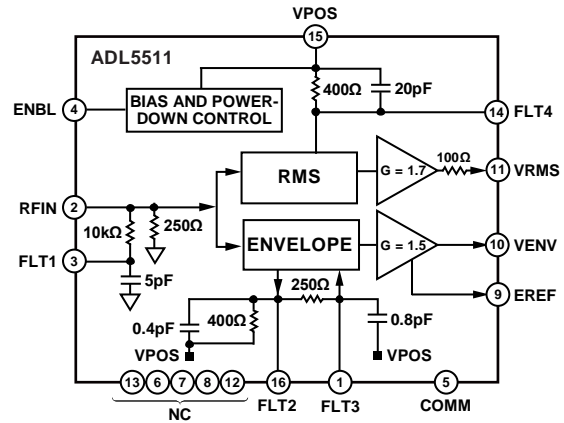 VPOS
15
ADL5511
400Ω
20pF
4
ENBL
BIAS AND POWER-
DOWN CONTROL
14
FLT4
RMS
G = 1.7
100Ω
11
VRMS
RFIN
2
10kΩ
250Ω
ENVELOPE
G = 1.5
10
VENV
FLT1
3
5pF
9
EREF
250Ω
0.4pF
400Ω
0.8pF
VPOS
VPOS
13
6
7
8
12
16
1
5
NC
FLT2
FLT3
COMM